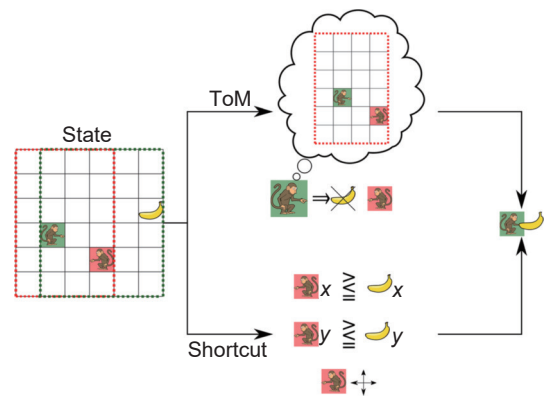 ToM
State
x ⪌ x
y ⪌ y
Shortcut